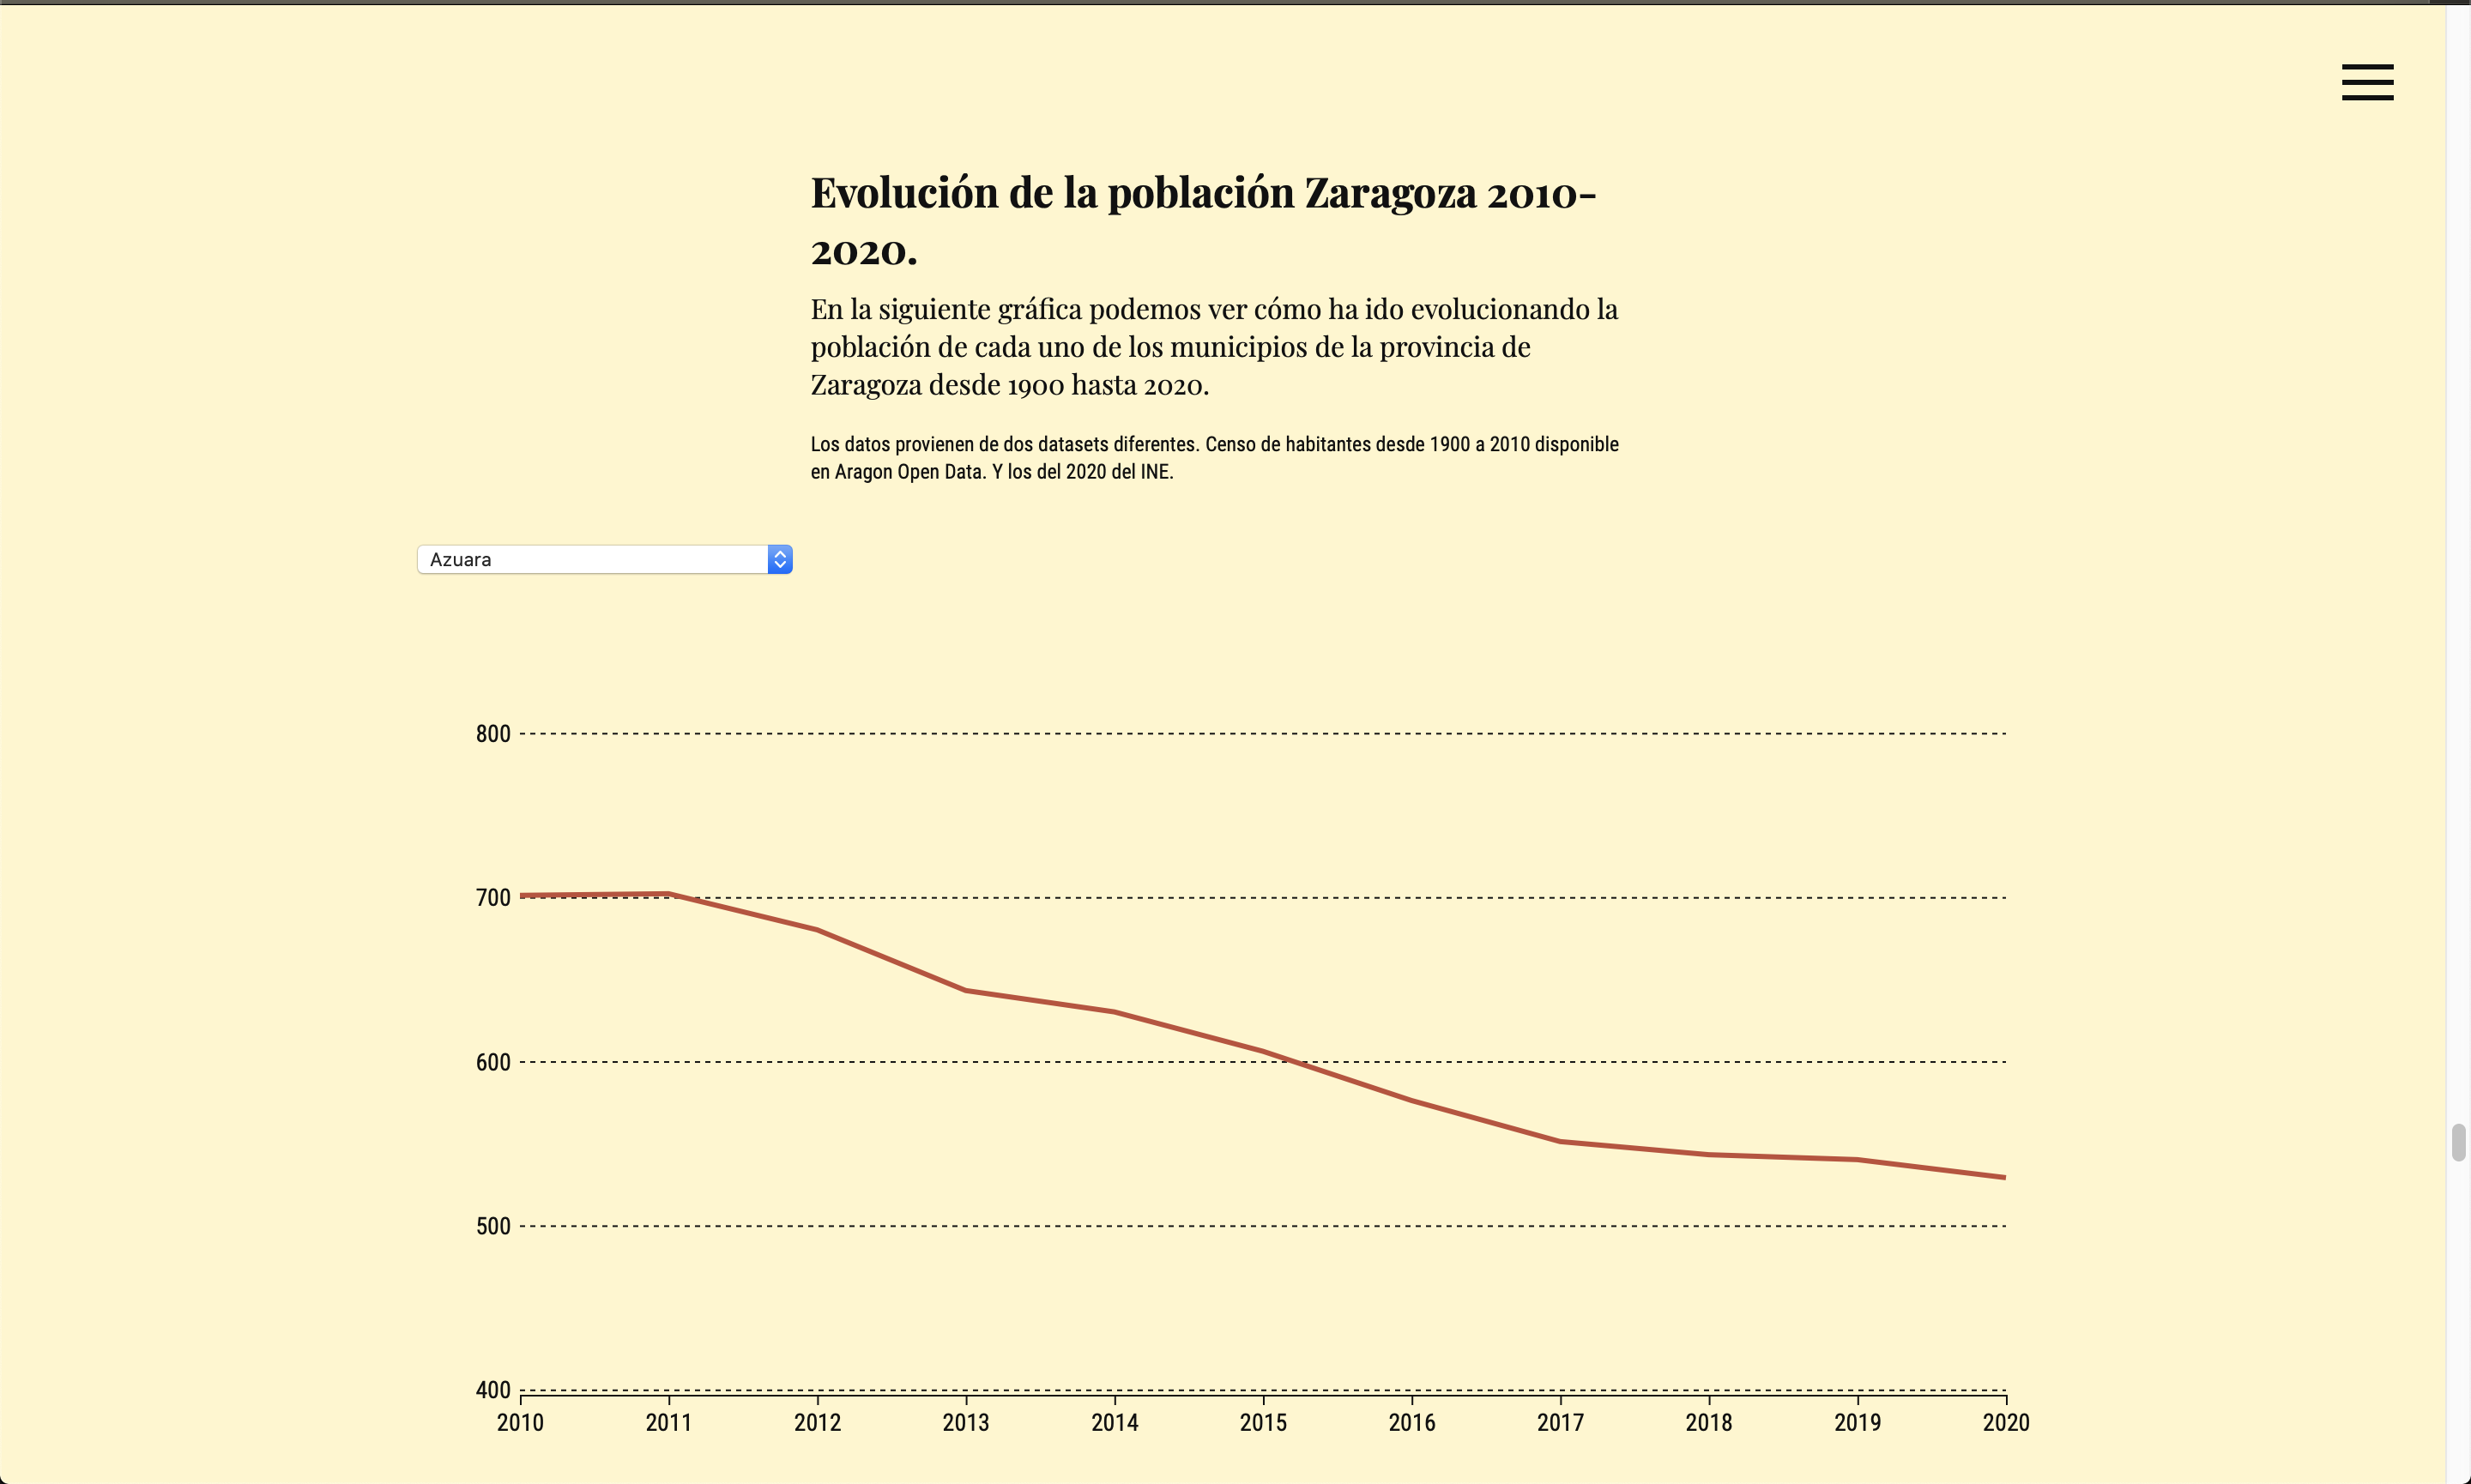 Evolución de la población Zaragoza 2010-
2020.
En la siguiente gráfica podemos ver cómo ha ido evolucionando la
población de cada uno de los municipios de la provincia de
Zaragoza desde 1900 hasta 2020.
Los datos provienen de dos datasets diferentes. Censo de habitantes desde 1900 a 2010 disponible
en Aragon Open Data. Y los del 2020 del INE.
Azuara
800
700
600
500
400
2010 2011 2012 2013 2014 2015 2016 2017 2018 2019 2020